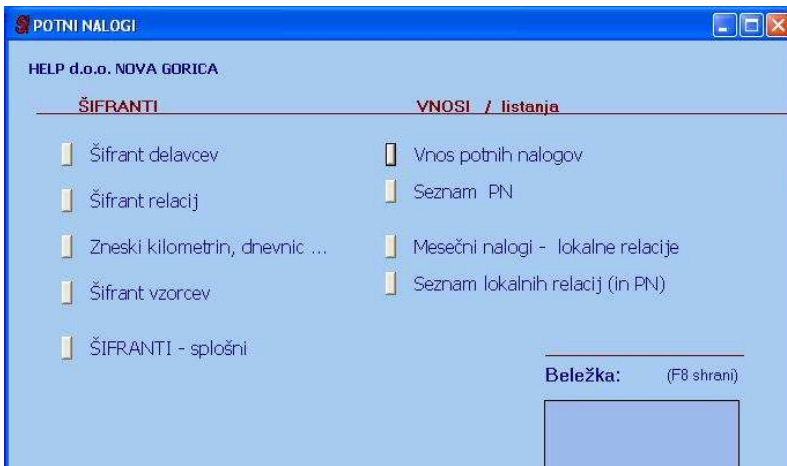 POTNI NALOGI
HELP d.o.o. NOVA GORICA
ŠIFRANTI
VNOSI / listanja
Šifrant delavcev
Vnos potnih nalogov
Šifrant relacij
Seznam PN
Zneski kilometrin, dnevnic ...
Mesečni nalogi - lokalne relacije
Šifrant vzorcev
Seznam lokalnih relacij (in PN)
ŠIFRANTI - splošni
Beležka: (F8 shrani)